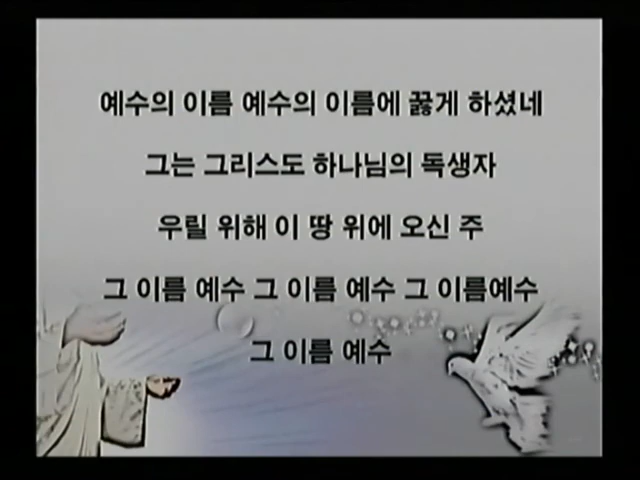 예수의 이름 예수의 이름에 꿇게 하셨네
그는 그리스도 하나님의 독생자
우릴 위해 이 땅 위에 오신 주
그 이름 예수 그 이름 예수 그 이름예수
그 이름 예수